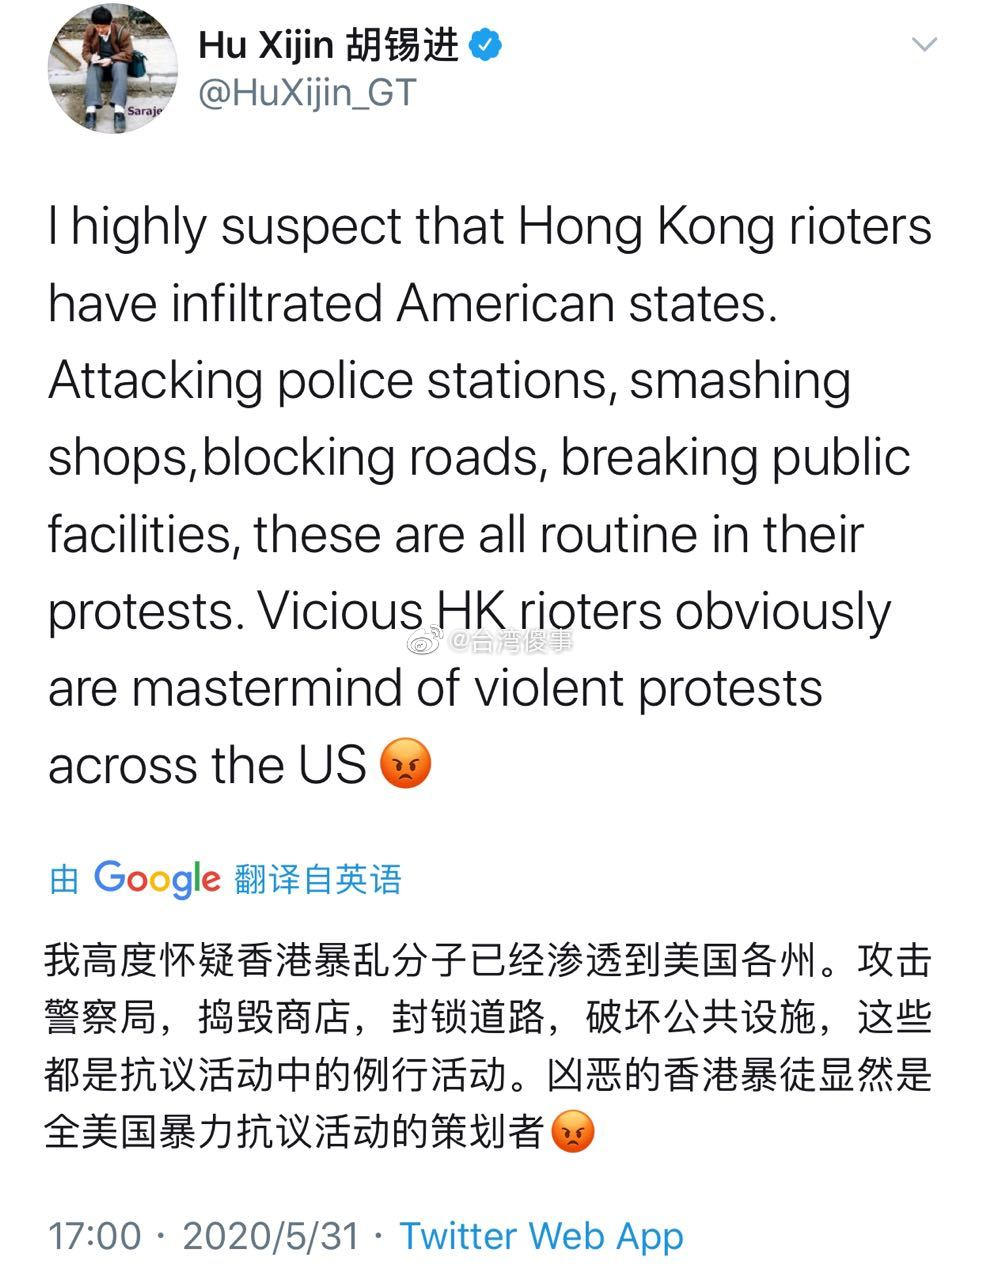 Hu Xijin 胡锡进
@HuXijin_GT
Saraje
I highly suspect that Hong Kong rioters
have infiltrated American states.
Attacking police stations, smashing
shops,blocking roads, breaking public
facilities, these are all routine in their
protests. Vicious HK rioters obviously
@台湾傻事
are mastermind of violent protests
across the US 😡
由 Google 翻译自英语
我高度怀疑香港暴乱分子已经渗透到美国各州。攻击
警察局，捣毁商店，封锁道路，破坏公共设施，这些
都是抗议活动中的例行活动。凶恶的香港暴徒显然是
全美国暴力抗议活动的策划者😡
17:00 · 2020/5/31 · Twitter Web App